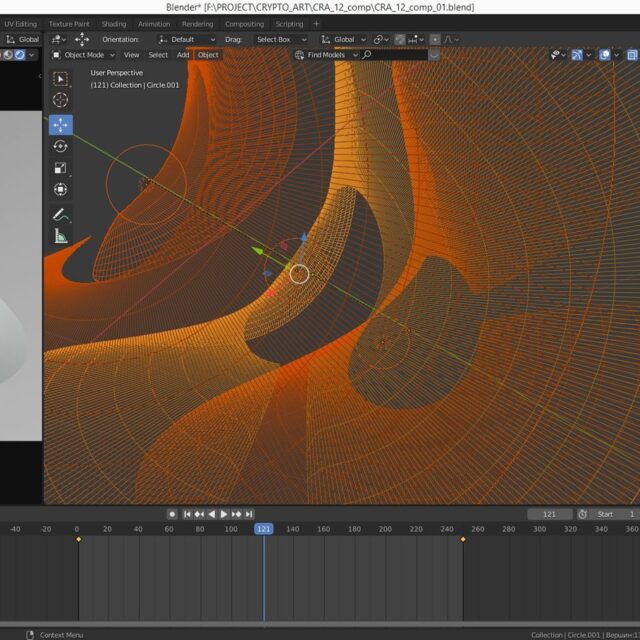 Blender* [F:\PROJECT\CRYPTO_ART\CRA_12_comp\CRA_12_comp_01.blend]
UV Editing Texture Paint Shading Animation Rendering Compositing Scripting +
Global Orientation: Default Drag: Select Box Global
Object Mode View Select Add Object Find Models
User Perspective
(121) Collection | Circle.001
121 Start 1
-40 -20 0 20 40 60 80 100 121 140 160 180 200 220 240 260 280 300 320 340 360
Context Menu Collection | Circle.001 |